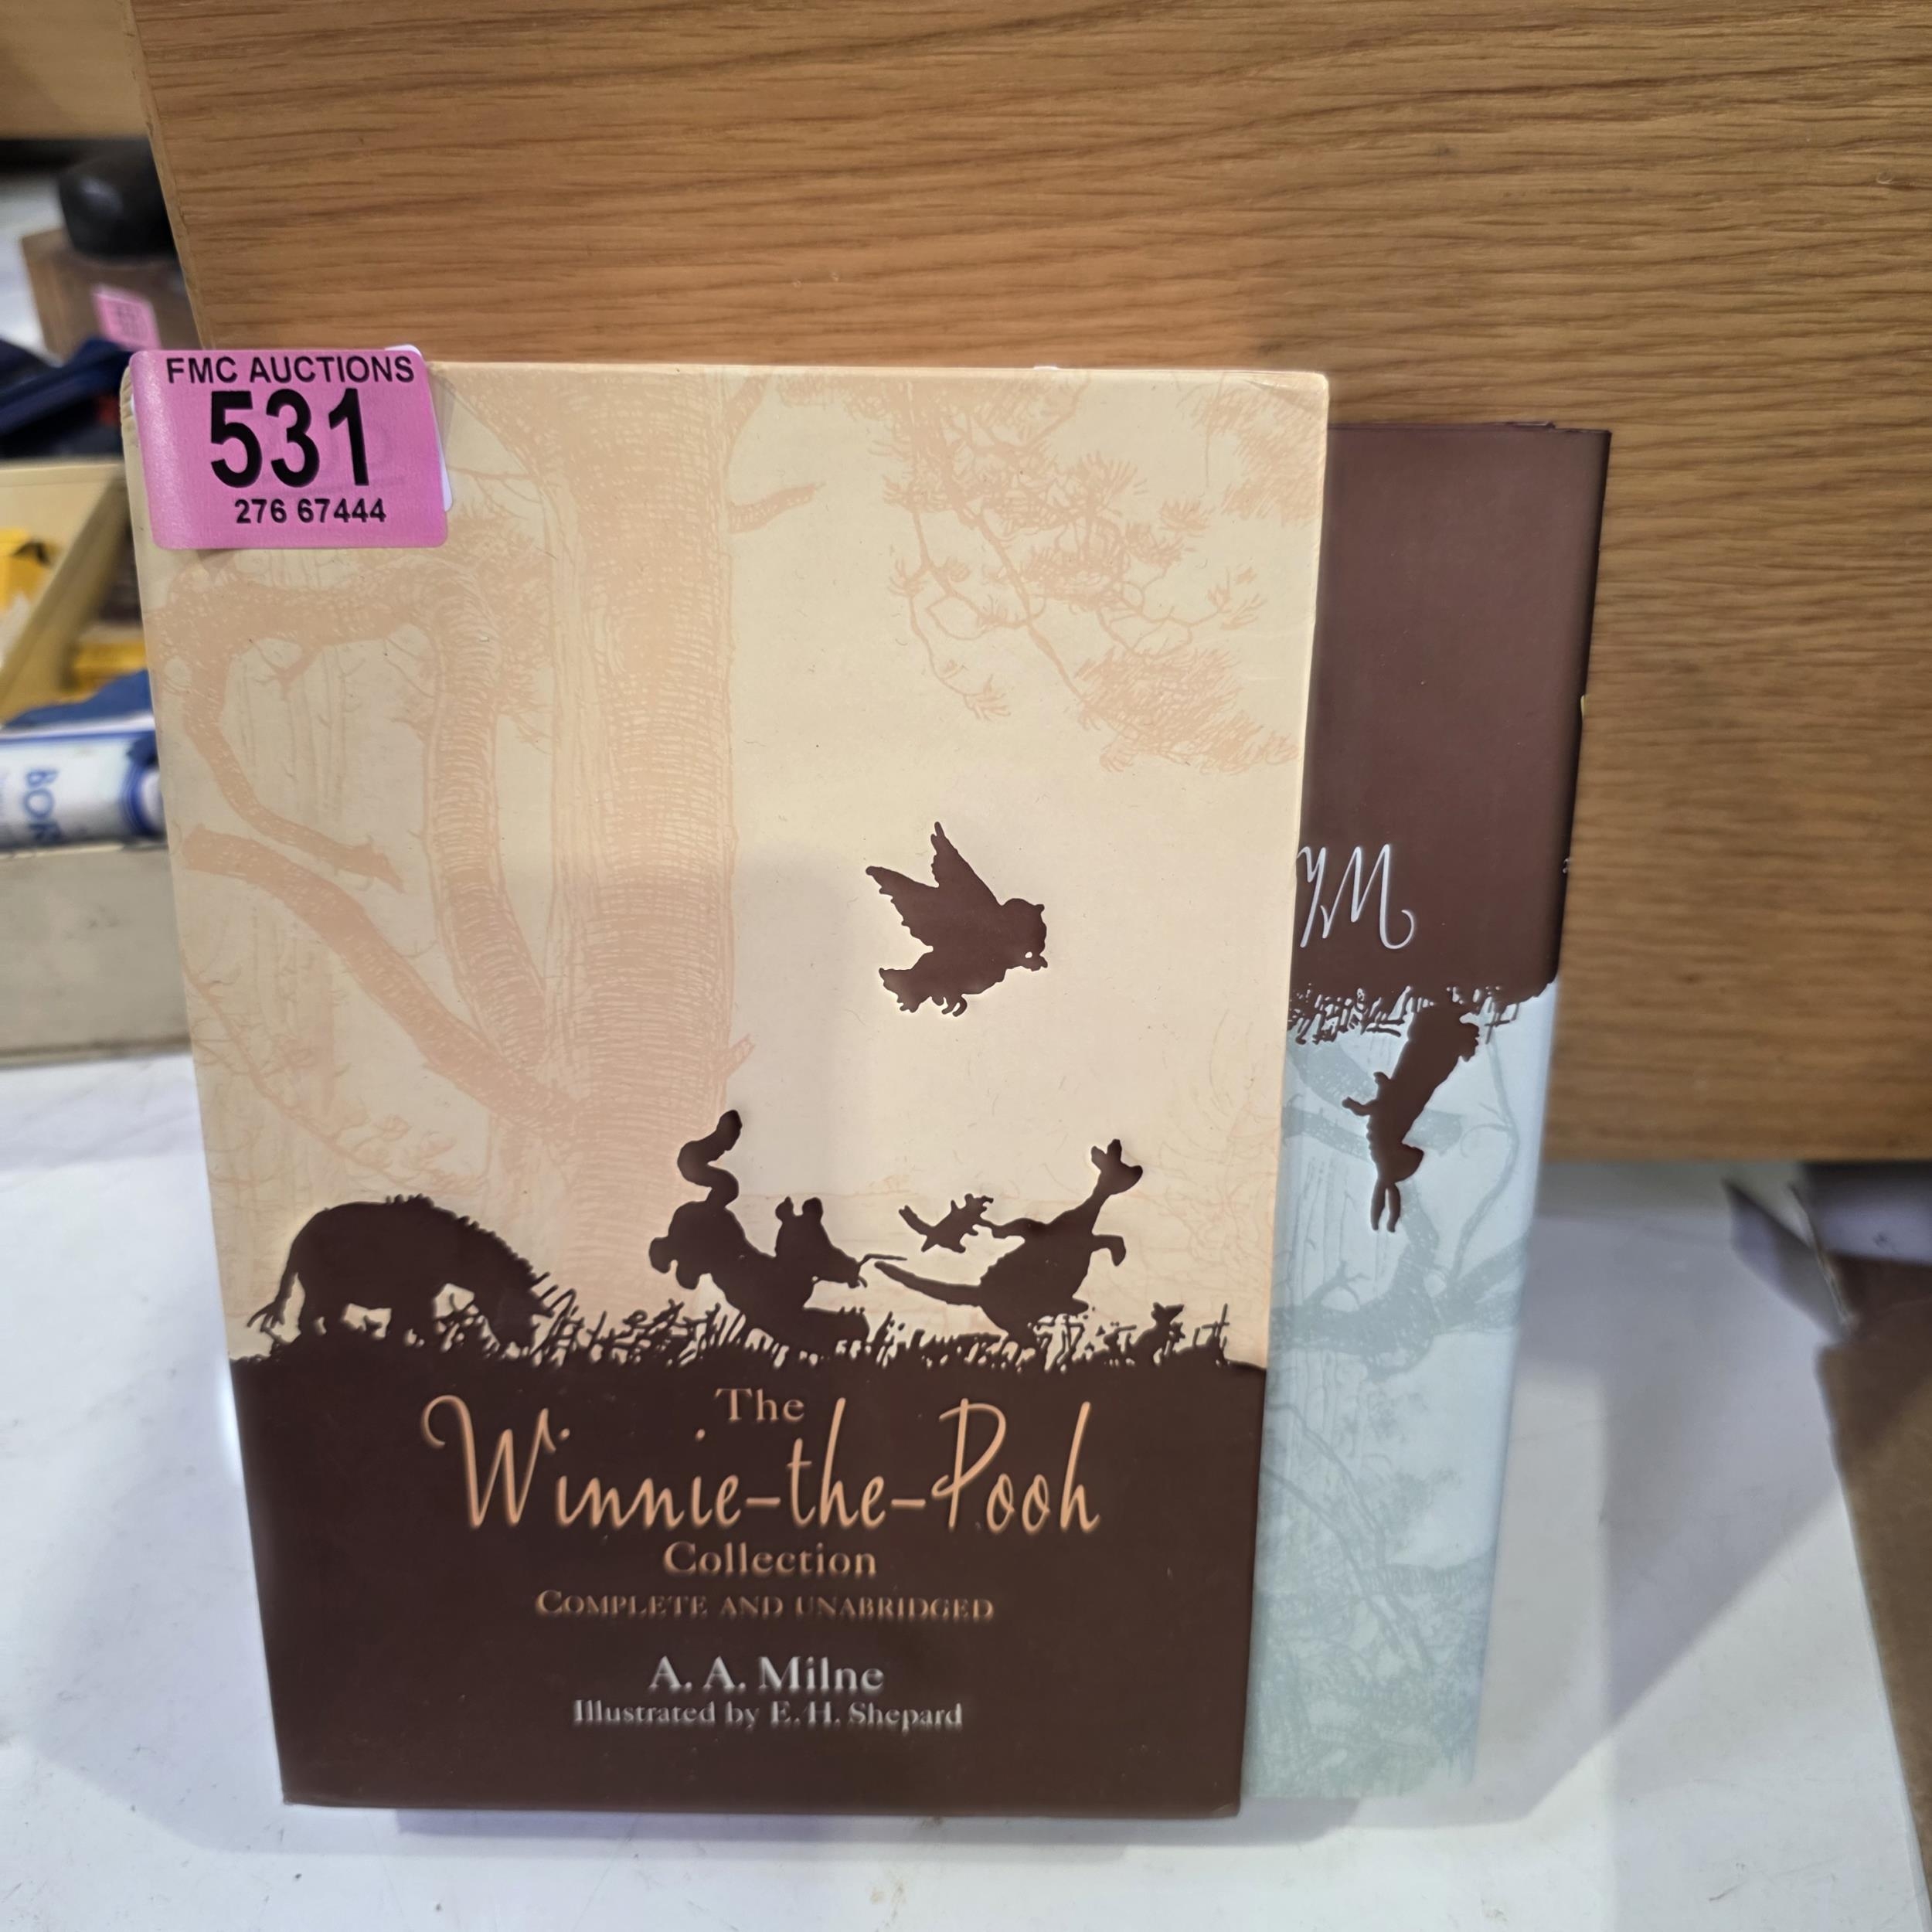 FMC AUCTIONS
531
276 67444
The
Winnie-the-Pooh
Collection
COMPLETE AND UNABRIDGED
A. A. Milne
Illustrated by E. H. Shepard